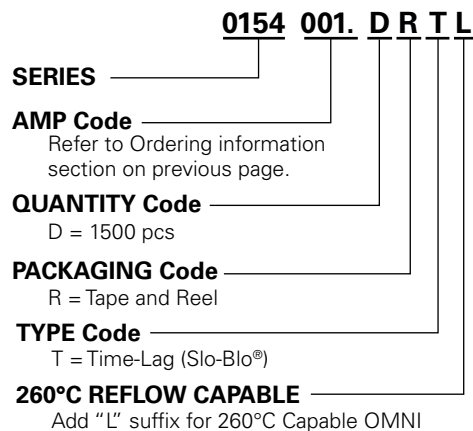 0154 001. D R T L
SERIES
AMP Code
Refer to Ordering information
section on previous page.
QUANTITY Code
D = 1500 pcs
PACKAGING Code
R = Tape and Reel
TYPE Code
T = Time-Lag (Slo-Blo®)
260°C REFLOW CAPABLE
Add “L” suffix for 260°C Capable OMNI